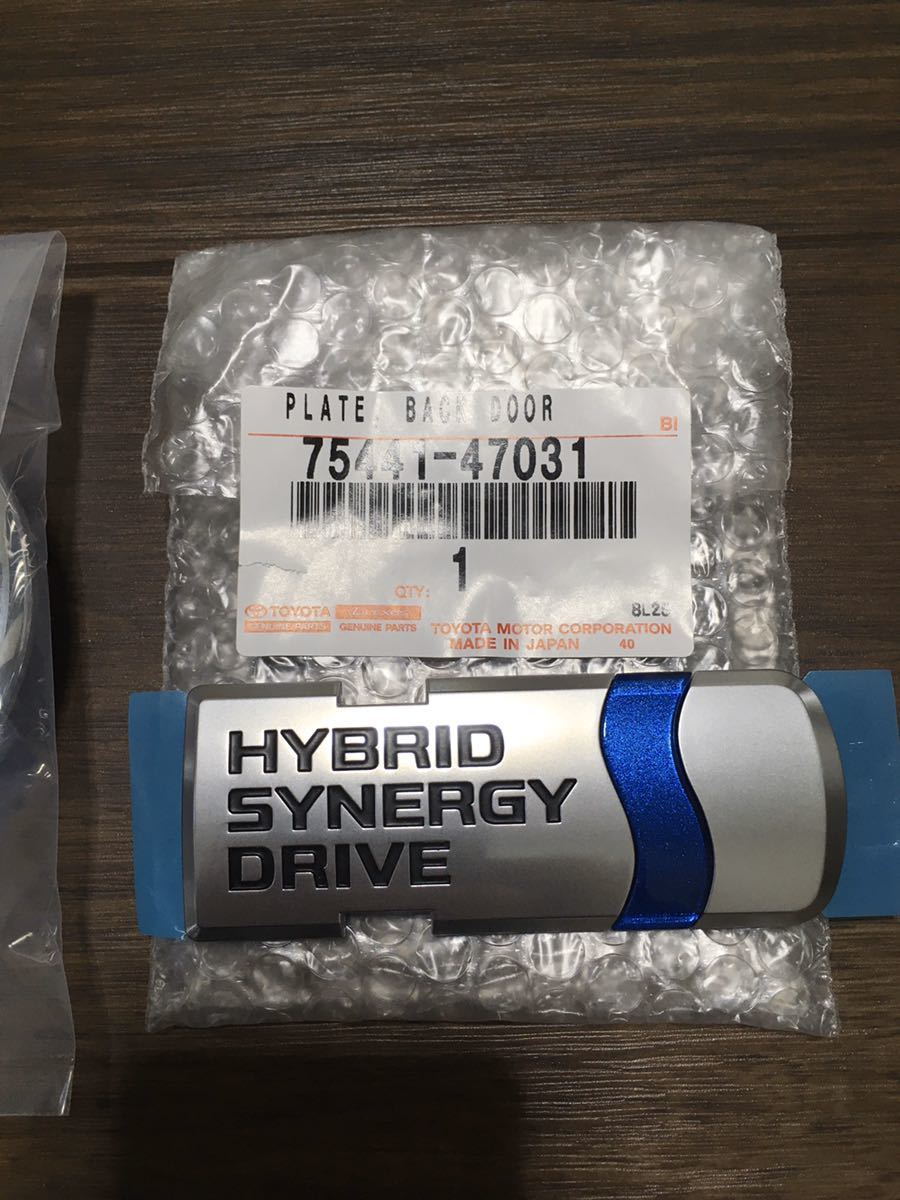 PLATE, BACK DOOR
BI
75441-47031
1
QTY:
8L2S
TOYOTA
GENUINE PARTS GENUINE PARTS
TOYOTA MOTOR CORPORATION
MADE IN JAPAN 40
HYBRID
SYNERGY
DRIVE